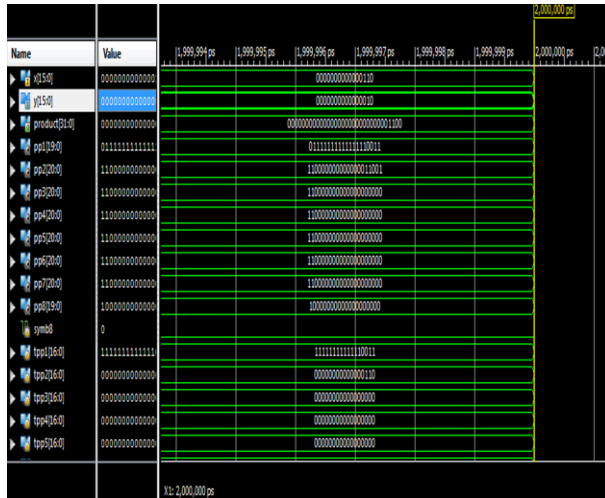 2,000,000 ps
Name Value 1,999,994 ps 1,999,995 ps 1,999,996 ps 1,999,997 ps 1,999,998 ps 1,999,999 ps 2,000,000 ps
x[15:0] 0000000000000 0000000000000110
y[15:0] 0000000000000 0000000000000010
product[31:0] 0000000000000 00000000000000000000000000001100
pp1[19:0] 0111111111111 01111111111111110011
pp2[20:0] 1100000000000 110000000000000011001
pp3[20:0] 1100000000000 110000000000000000000
pp4[20:0] 1100000000000 110000000000000000000
pp5[20:0] 1100000000000 110000000000000000000
pp6[20:0] 1100000000000 110000000000000000000
pp7[20:0] 1100000000000 110000000000000000000
pp8[19:0] 1000000000000 10000000000000000000
symb8 0
tpp1[16:0] 1111111111111 11111111111110011
tpp2[16:0] 0000000000000 00000000000000110
tpp3[16:0] 0000000000000 00000000000000000
tpp4[16:0] 0000000000000 00000000000000000
tpp5[16:0] 0000000000000 00000000000000000
X1: 2,000,000 ps